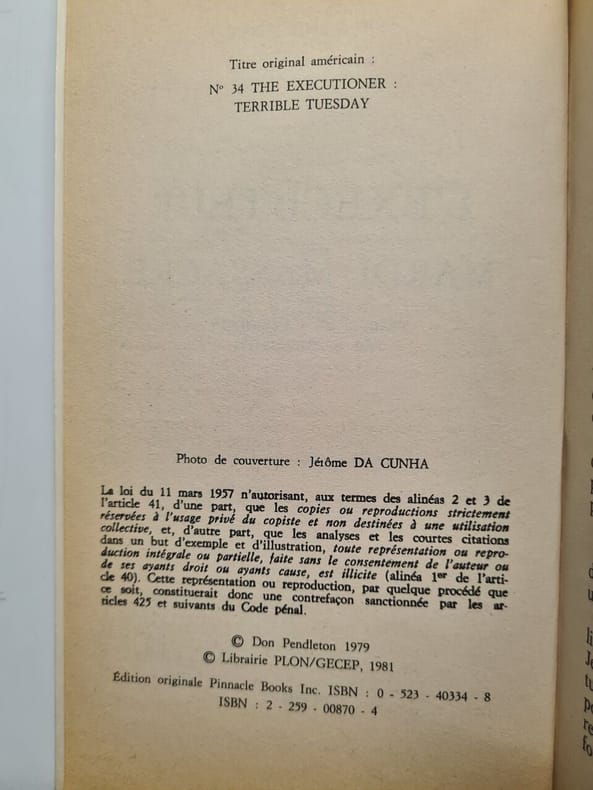 Titre original américain :
Nº 34 THE EXECUTIONER :
TERRIBLE TUESDAY
Photo de couverture : Jérôme DA CUNHA
La loi du 11 mars 1957 n'autorisant, aux termes des alinéas 2 et 3 de
l'article 41, d'une part, que les copies ou reproductions strictement
réservées à l'usage privé du copiste et non destinées à une utilisation
collective, et, d'autre part, que les analyses et les courtes citations
dans un but d'exemple et d'illustration, toute représentation ou repro-
duction intégrale ou partielle, faite sans le consentement de l'auteur ou
de ses ayants droit ou ayants cause, est illicite (alinéa 1er de l'arti-
cle 40). Cette représentation ou reproduction, par quelque procédé que
ce soit, constituerait donc une contrefaçon sanctionnée par les ar-
ticles 425 et suivants du Code pénal.
© Don Pendleton 1979
© Librairie PLON/GECEP, 1981
Édition originale Pinnacle Books Inc. ISBN : 0 - 523 - 40334 - 8
ISBN : 2 - 259 - 00870 - 4